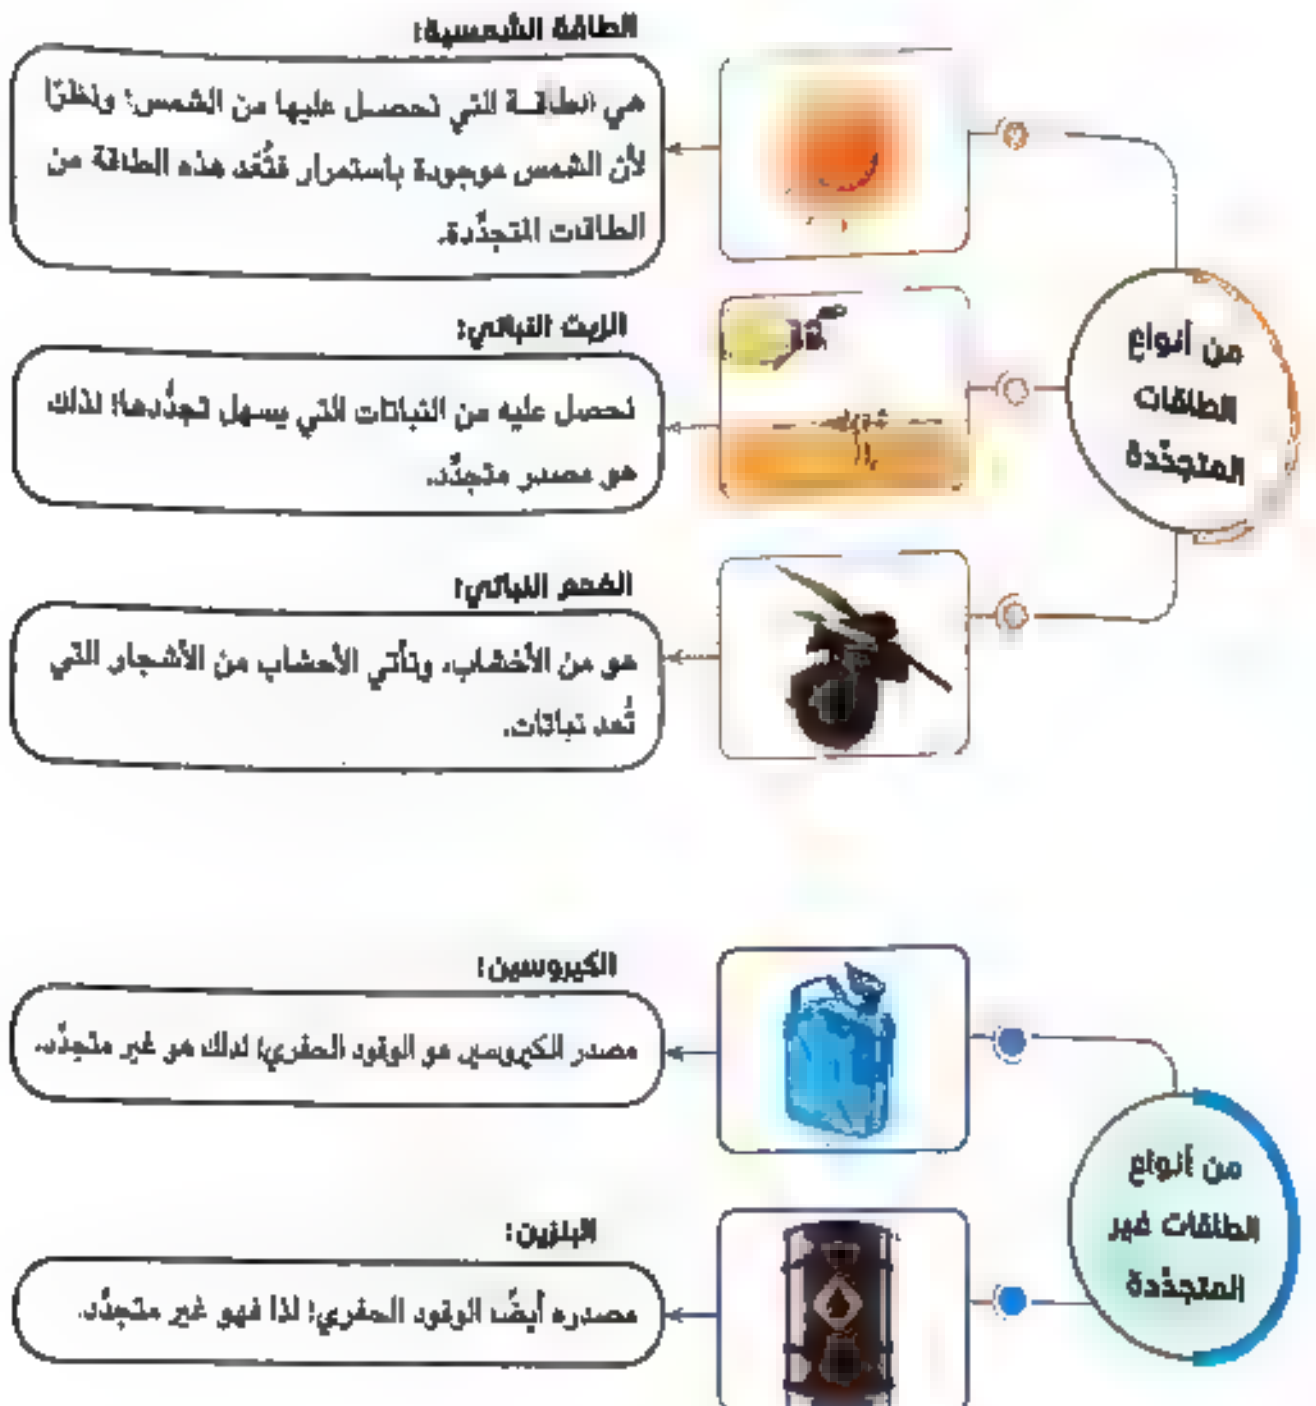 من أنواع
الطاقات
المتجدّدة
الطاقة الشمسية:
هي الطاقة التي نحصل عليها من الشمس؛ ونظرًا
لأن الشمس موجودة باستمرار فتُعَد هذه الطاقة من
الطاقات المتجدِّدة.
الزيت النباتي:
نحصل عليه من النباتات التي يسهل تجدُّدها؛ لذلك
هو مصدر متجدِّد.
الفحم النباتي:
هو من الأخشاب، وتأتي الأخشاب من الأشجار التي
تُعد نباتات.
من أنواع
الطاقات غير
المتجدّدة
الكيروسين:
مصدر الكيروسين هو الوقود الحفري؛ لذلك هو غير متجدِّد.
البنزين:
مصدره أيضًا الوقود الحفري؛ لذا فهو غير متجدِّد.